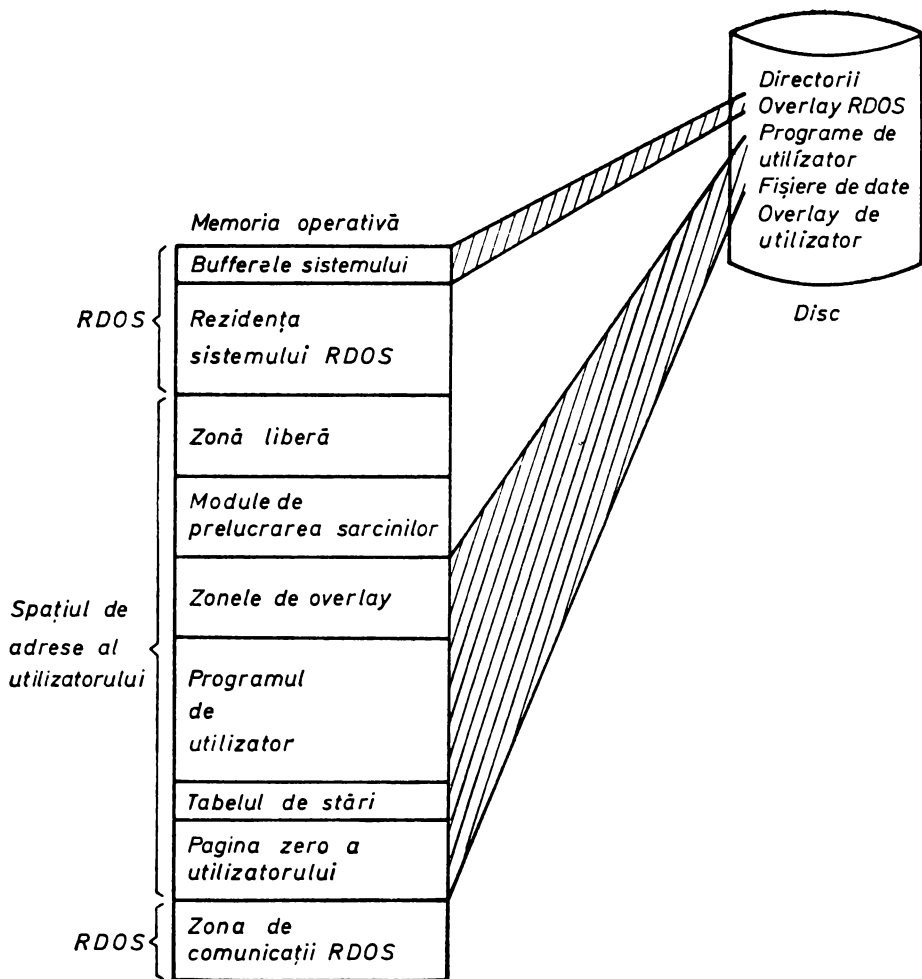 Directorii
Overlay RDOS
Programe de
utilizator
Fișiere de date
Overlay de
utilizator
Disc
Memoria operativă
Bufferele sistemului
RDOS
Rezidența
sistemului RDOS
Zonă liberă
Module de
prelucrarea sarcinilor
Zonele de overlay
Spațiul de
adrese al
utilizatorului
Programul
de
utilizator
Tabelul de stări
Pagina zero a
utilizatorului
RDOS
Zona de
comunicații RDOS